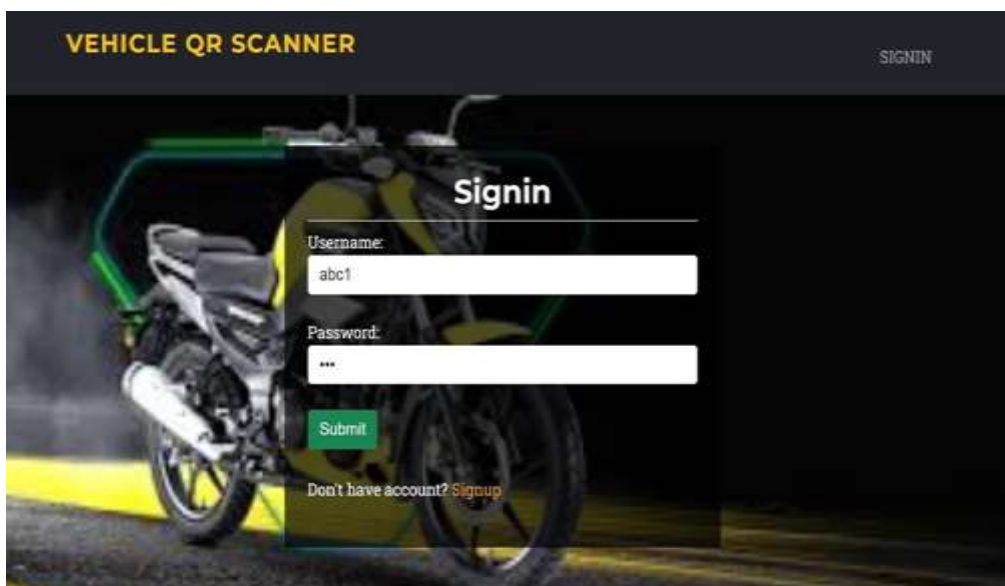 VEHICLE QR SCANNER
SIGNIN
Signin
Username:
abc1
Password:
•••
Submit
Don't have account? Signup